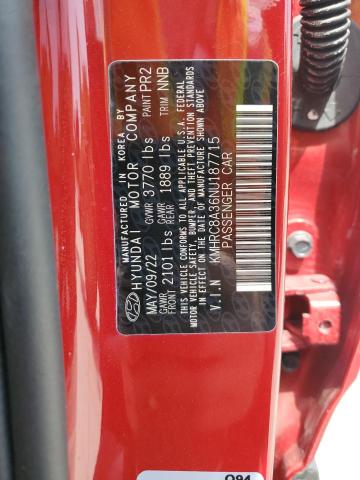 MANUFACTURED IN KOREA BY
HYUNDAI MOTOR COMPANY
MAY/09/22 GVWR 3770 lbs PAINT PR2
GAWR FRONT 2101 lbs GAWR REAR 1889 lbs TRIM NNB
THIS VEHICLE CONFORMS TO ALL APPLICABLE U.S.A. FEDERAL
MOTOR VEHICLE SAFETY, BUMPER, AND THEFT PREVENTION
STANDARDS IN EFFECT ON THE DATE OF MANUFACTURE SHOWN ABOVE.
V.I.N KMHRC8A36NU187715
PASSENGER CAR